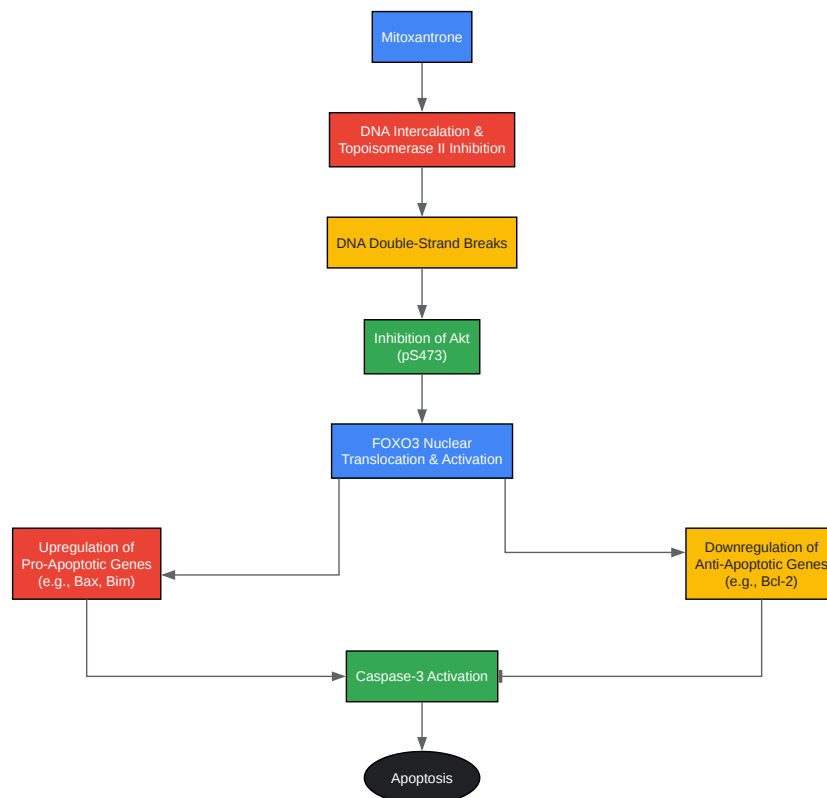 Mitoxantrone
DNA Intercalation &
Topoisomerase II Inhibition
DNA Double-Strand Breaks
Inhibition of Akt
(pS473)
FOXO3 Nuclear
Translocation & Activation
Upregulation of
Pro-Apoptotic Genes
(e.g., Bax, Bim)
Downregulation of
Anti-Apoptotic Genes
(e.g., Bcl-2)
Caspase-3 Activation
Apoptosis